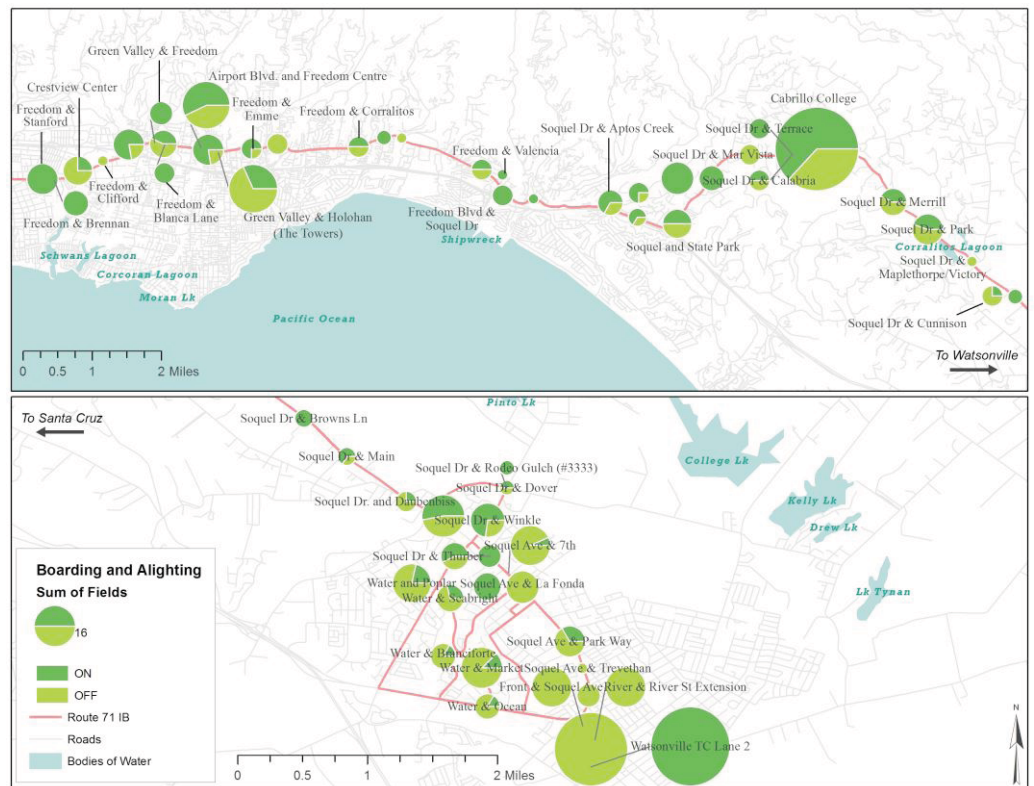 Green Valley & Freedom
Crestview Center
Airport Blvd. and Freedom Centre
Freedom &
Stanford
Freedom &
Emme
Freedom & Corralitos
Cabrillo College
Soquel Dr & Aptos Creek
Soquel Dr & Terrace
Freedom & Valencia
Soquel Dr & Mar Vista
Freedom &
Clifford
Soquel Dr & Calabria
Freedom & Brennan
Freedom &
Blanca Lane
Green Valley & Holohan
(The Towers)
Freedom Blvd &
Soquel Dr
Soquel and State Park
Soquel Dr & Merrill
Soquel Dr & Park
Shipwreck
Corralitos Lagoon
Schwans Lagoon
Corcoran Lagoon
Moran Lk
Soquel Dr &
Maplethorpe/Victory
Pacific Ocean
Soquel Dr & Cunnison
0 0.5 1 2 Miles
To Watsonville
To Santa Cruz
Pinto Lk
Soquel Dr & Browns Ln
Soquel Dr & Main
Soquel Dr & Rodeo Gulch (#3333)
Soquel Dr & Dover
College Lk
Kelly Lk
Drew Lk
Soquel Dr. and Daubenbiss
Soquel Dr & Winkle
Soquel Ave & 7th
Soquel Dr & Thurber
Lk Tynan
Water and Poplar
Soquel Ave & La Fonda
Water & Seabright
Soquel Ave & Park Way
Water & Branciforte
Water & Market
Soquel Ave & Trevethan
Front & Soquel Ave
River & River St Extension
Water & Ocean
Watsonville TC Lane 2
Boarding and Alighting
Sum of Fields
16
ON
OFF
Route 71 IB
Roads
Bodies of Water
0 0.5 1 2 Miles
N